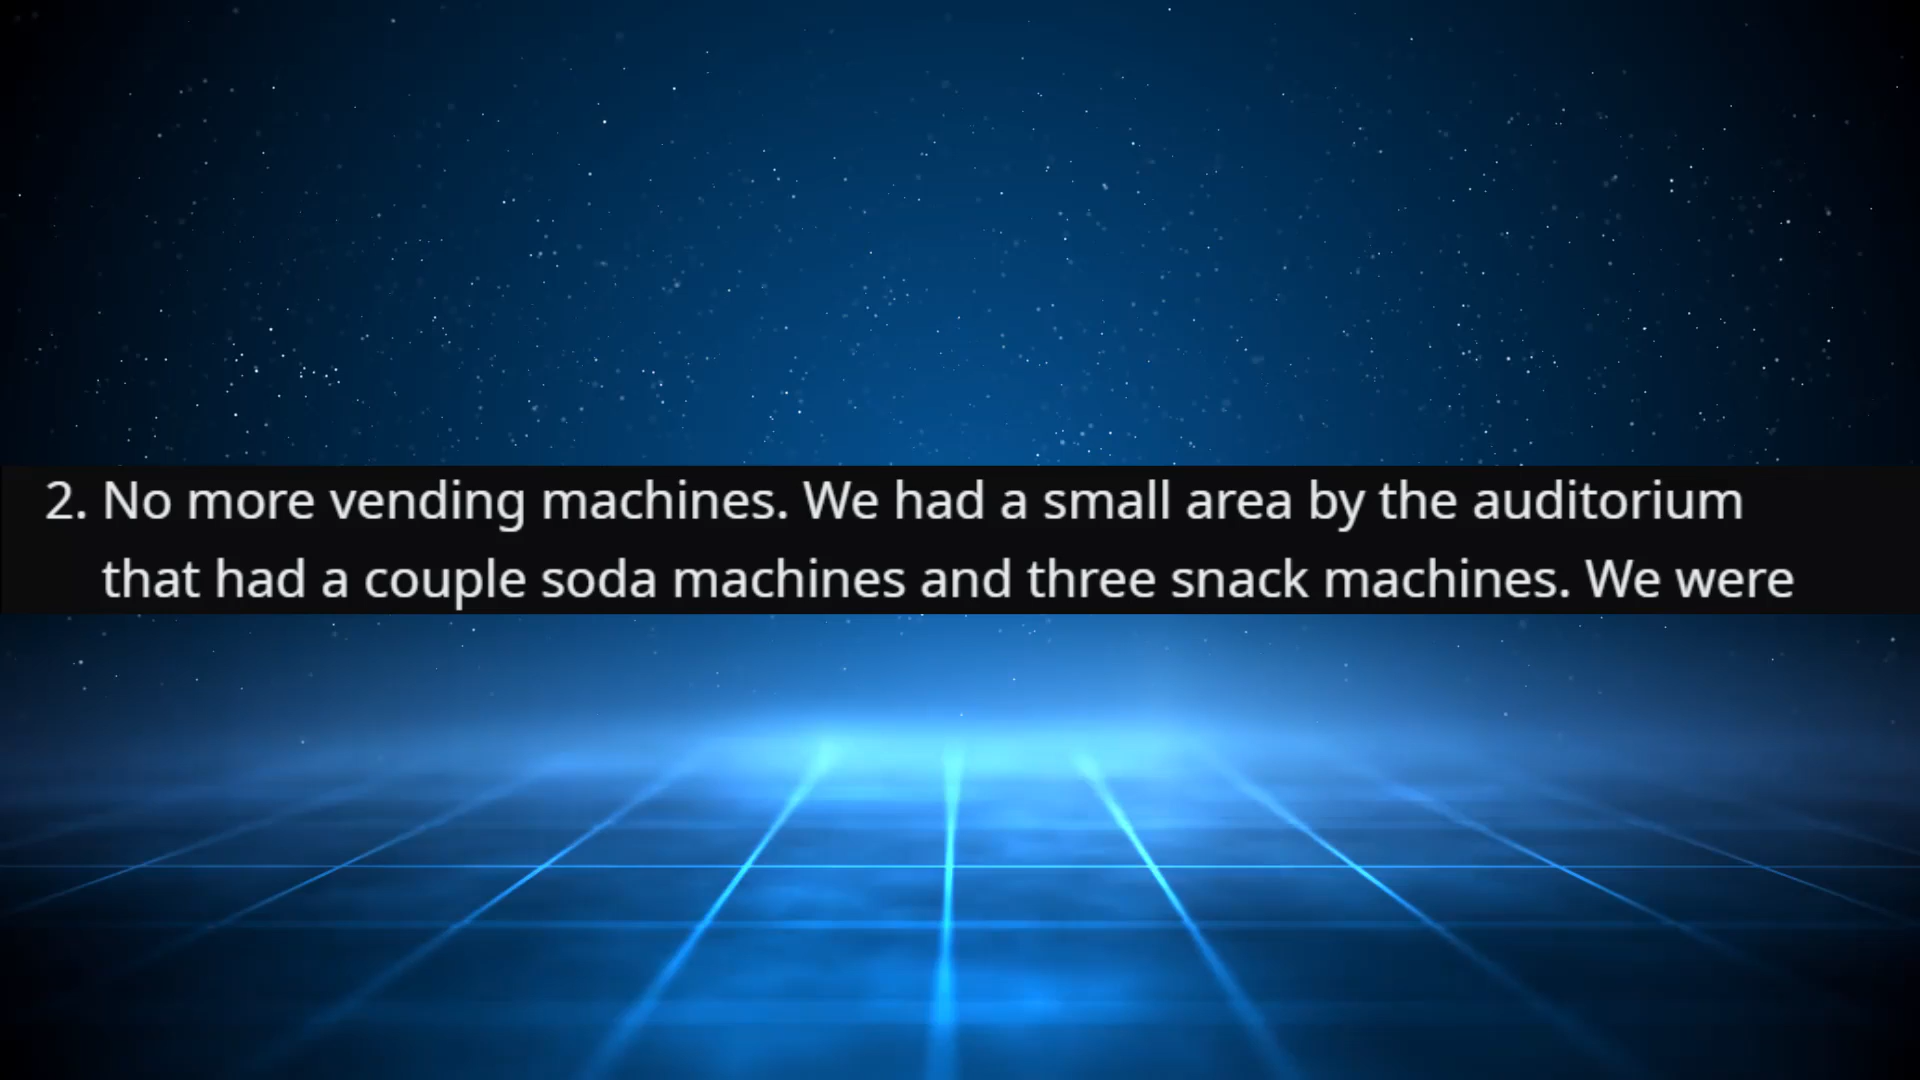 2. No more vending machines. We had a small area by the auditorium
that had a couple soda machines and three snack machines. We were